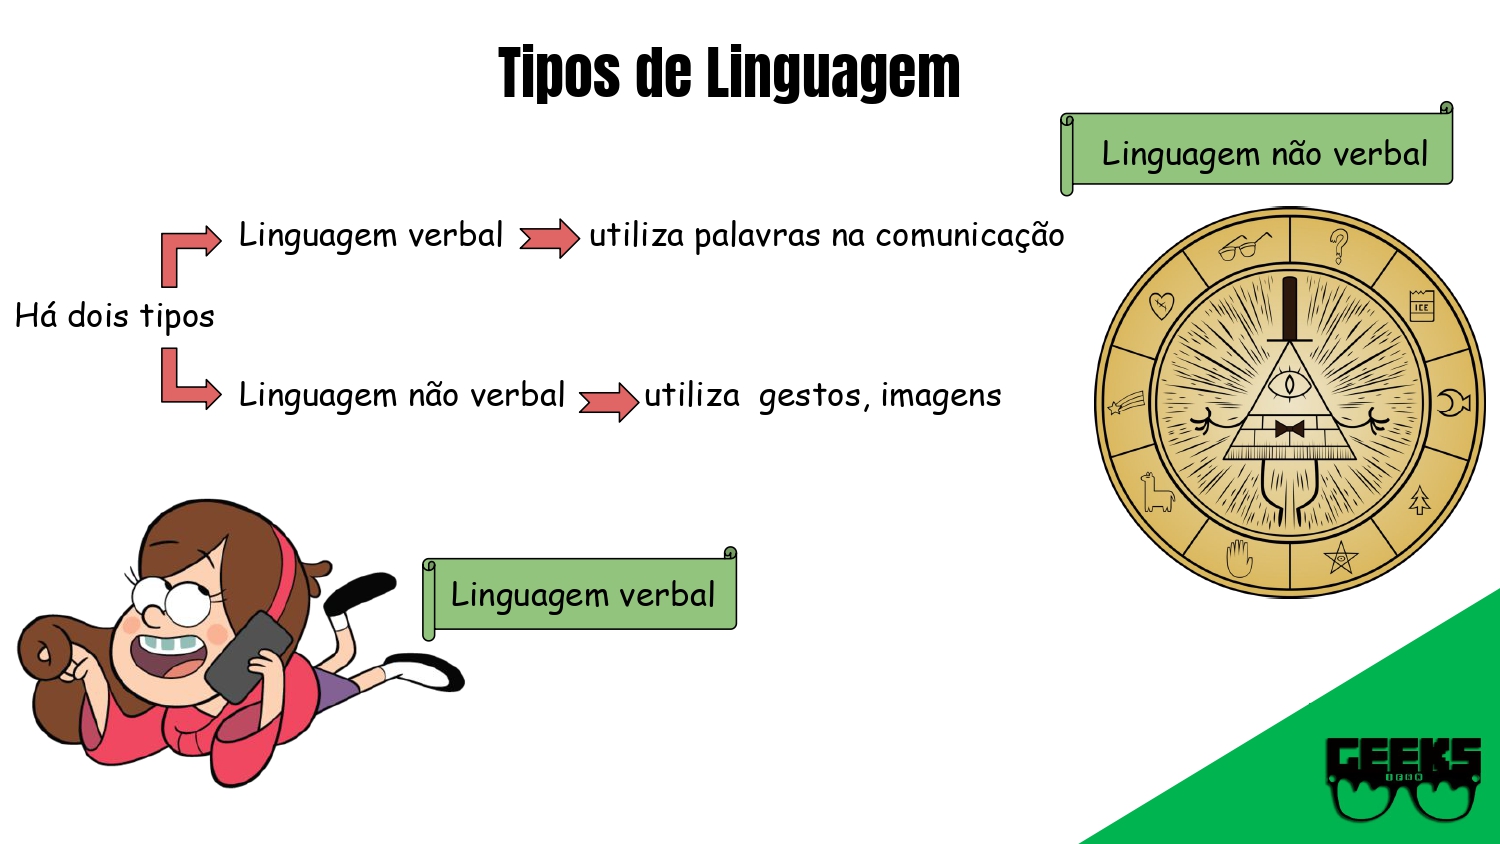 Tipos de Linguagem
Linguagem não verbal
Linguagem verbal utiliza palavras na comunicação
Há dois tipos
Linguagem não verbal utiliza gestos, imagens
ICE
Linguagem verbal
GEEKS
IFRN